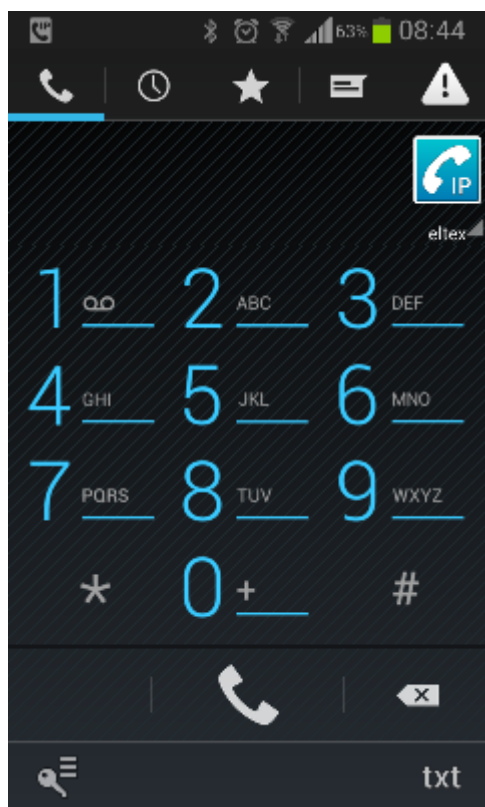 63% 08:44
IP
eltex
1 2 ABC 3 DEF
4 GHI 5 JKL 6 MNO
7 PQRS 8 TUV 9 WXYZ
* 0 + #
txt